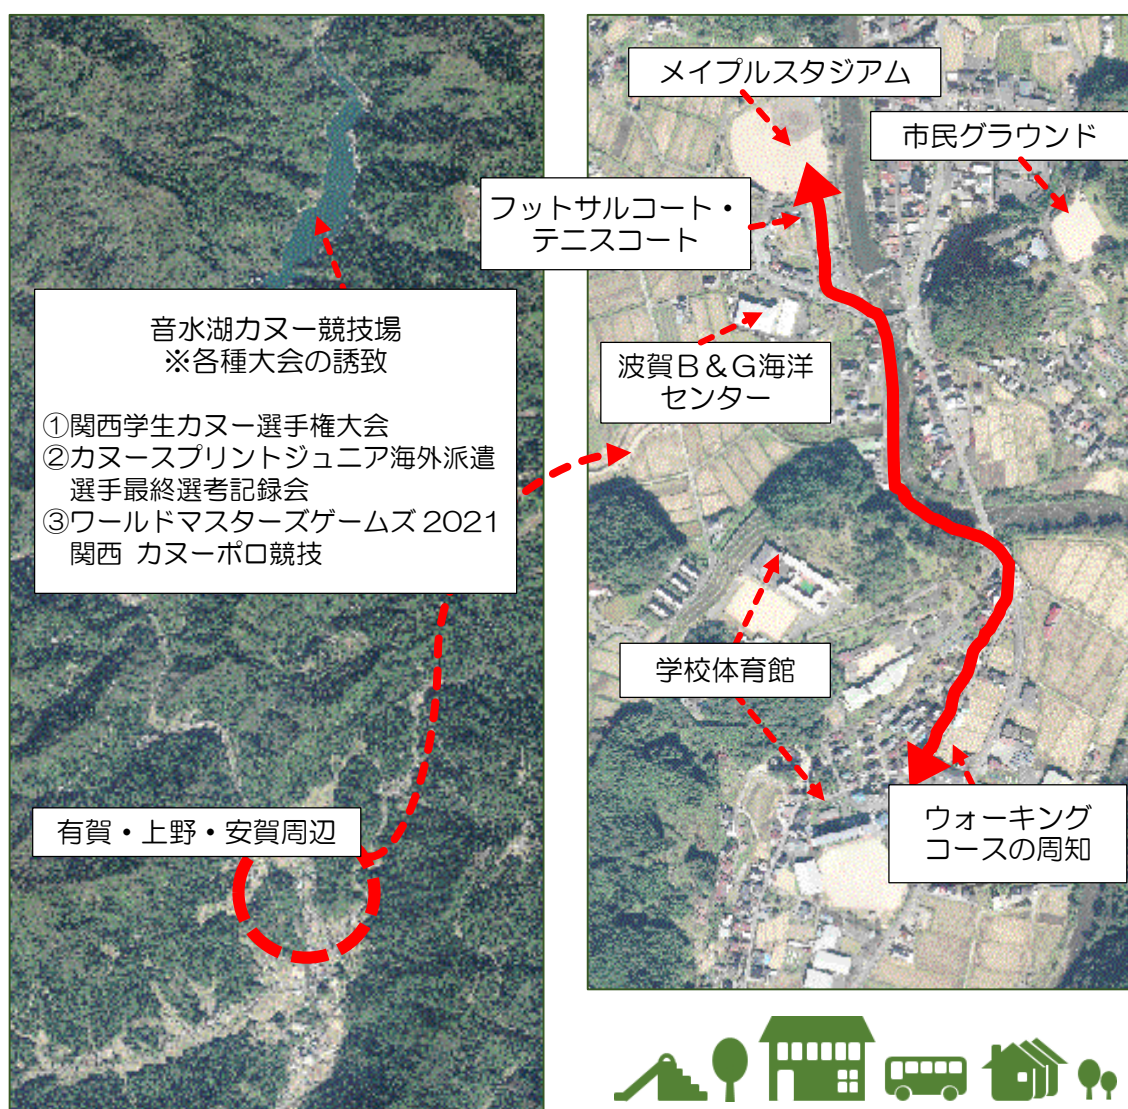 音水湖カヌー競技場
※各種大会の誘致
①関西学生カヌー選手権大会
②カヌースプリントジュニア海外派遣
選手最終選考記録会
③ワールドマスターズゲームズ 2021
関西 カヌーポロ競技
有賀・上野・安賀周辺
メイプルスタジアム
市民グラウンド
フットサルコート・
テニスコート
波賀B&G海洋
センター
学校体育館
ウォーキング
コースの周知